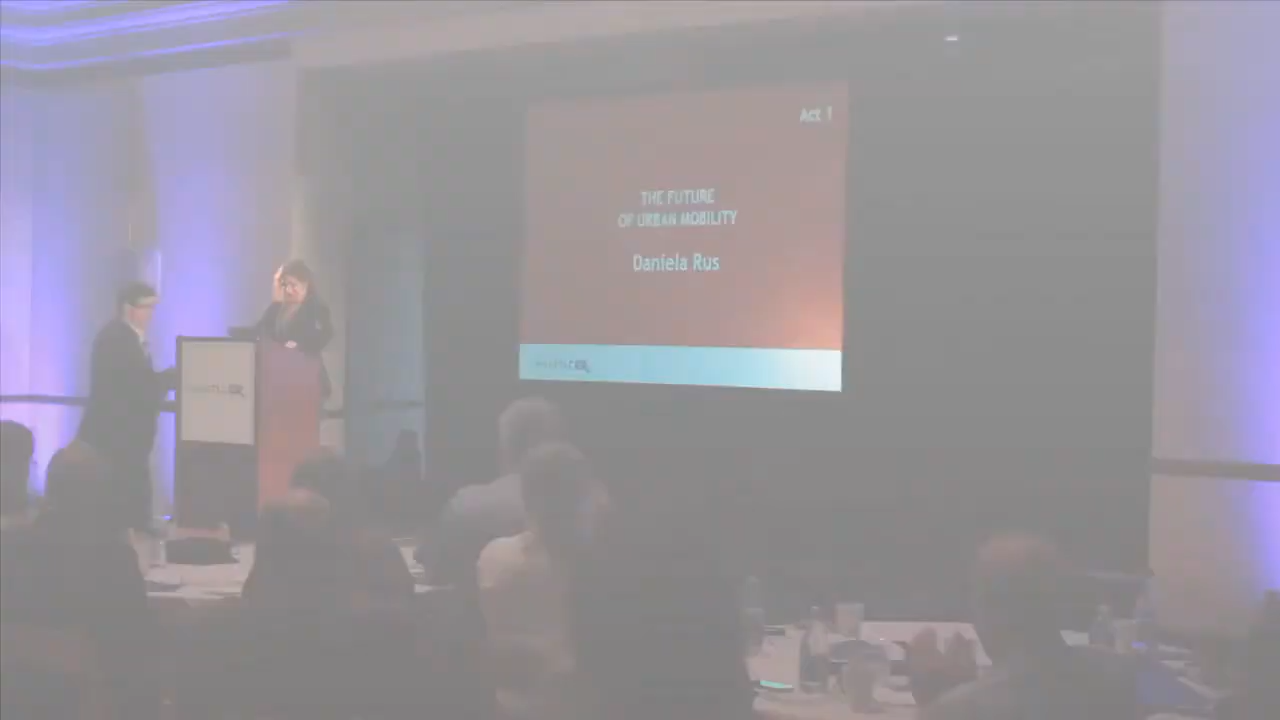 Act 1
THE FUTURE
OF URBAN MOBILITY
Daniela Rus